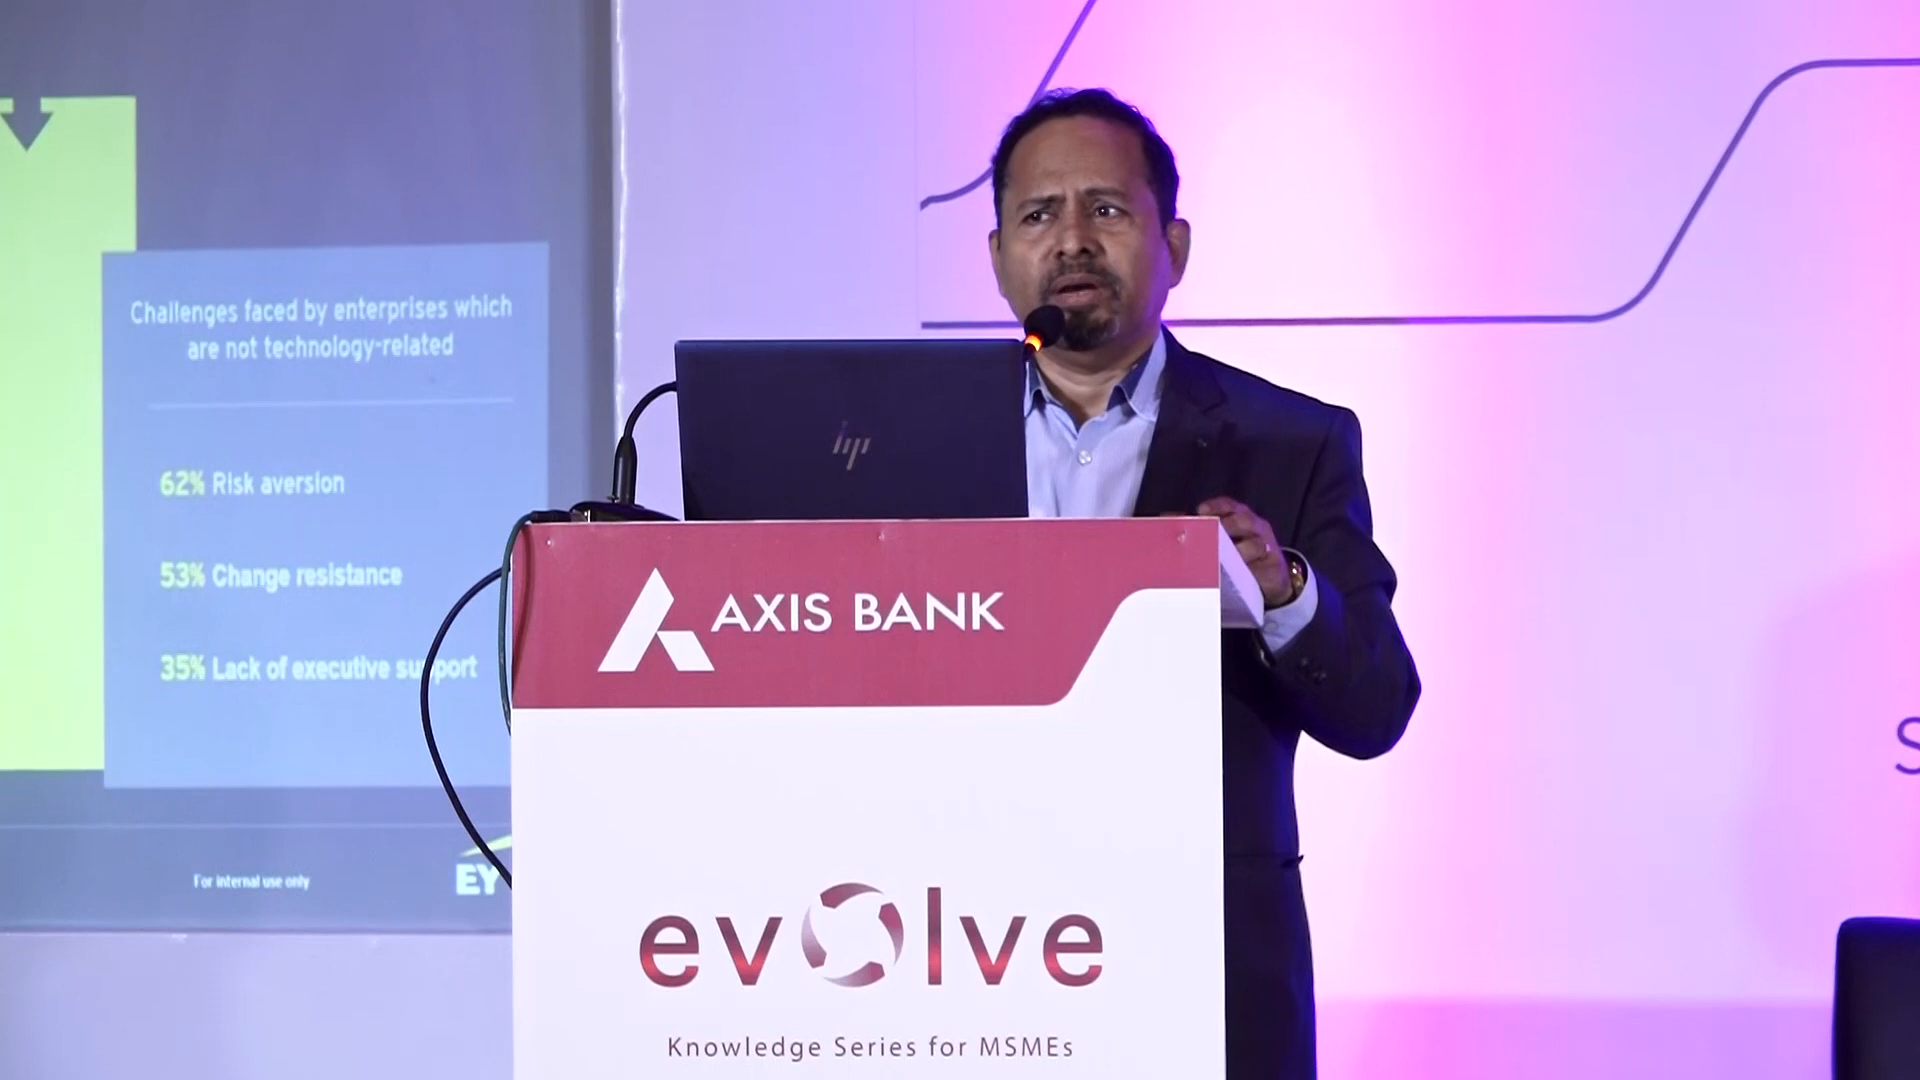 Challenges faced by enterprises which
are not technology-related
62% Risk aversion
53% Change resistance
35% Lack of executive support
For internal use only
EY
hp
AXIS BANK
evolve
Knowledge Series for MSMEs
S